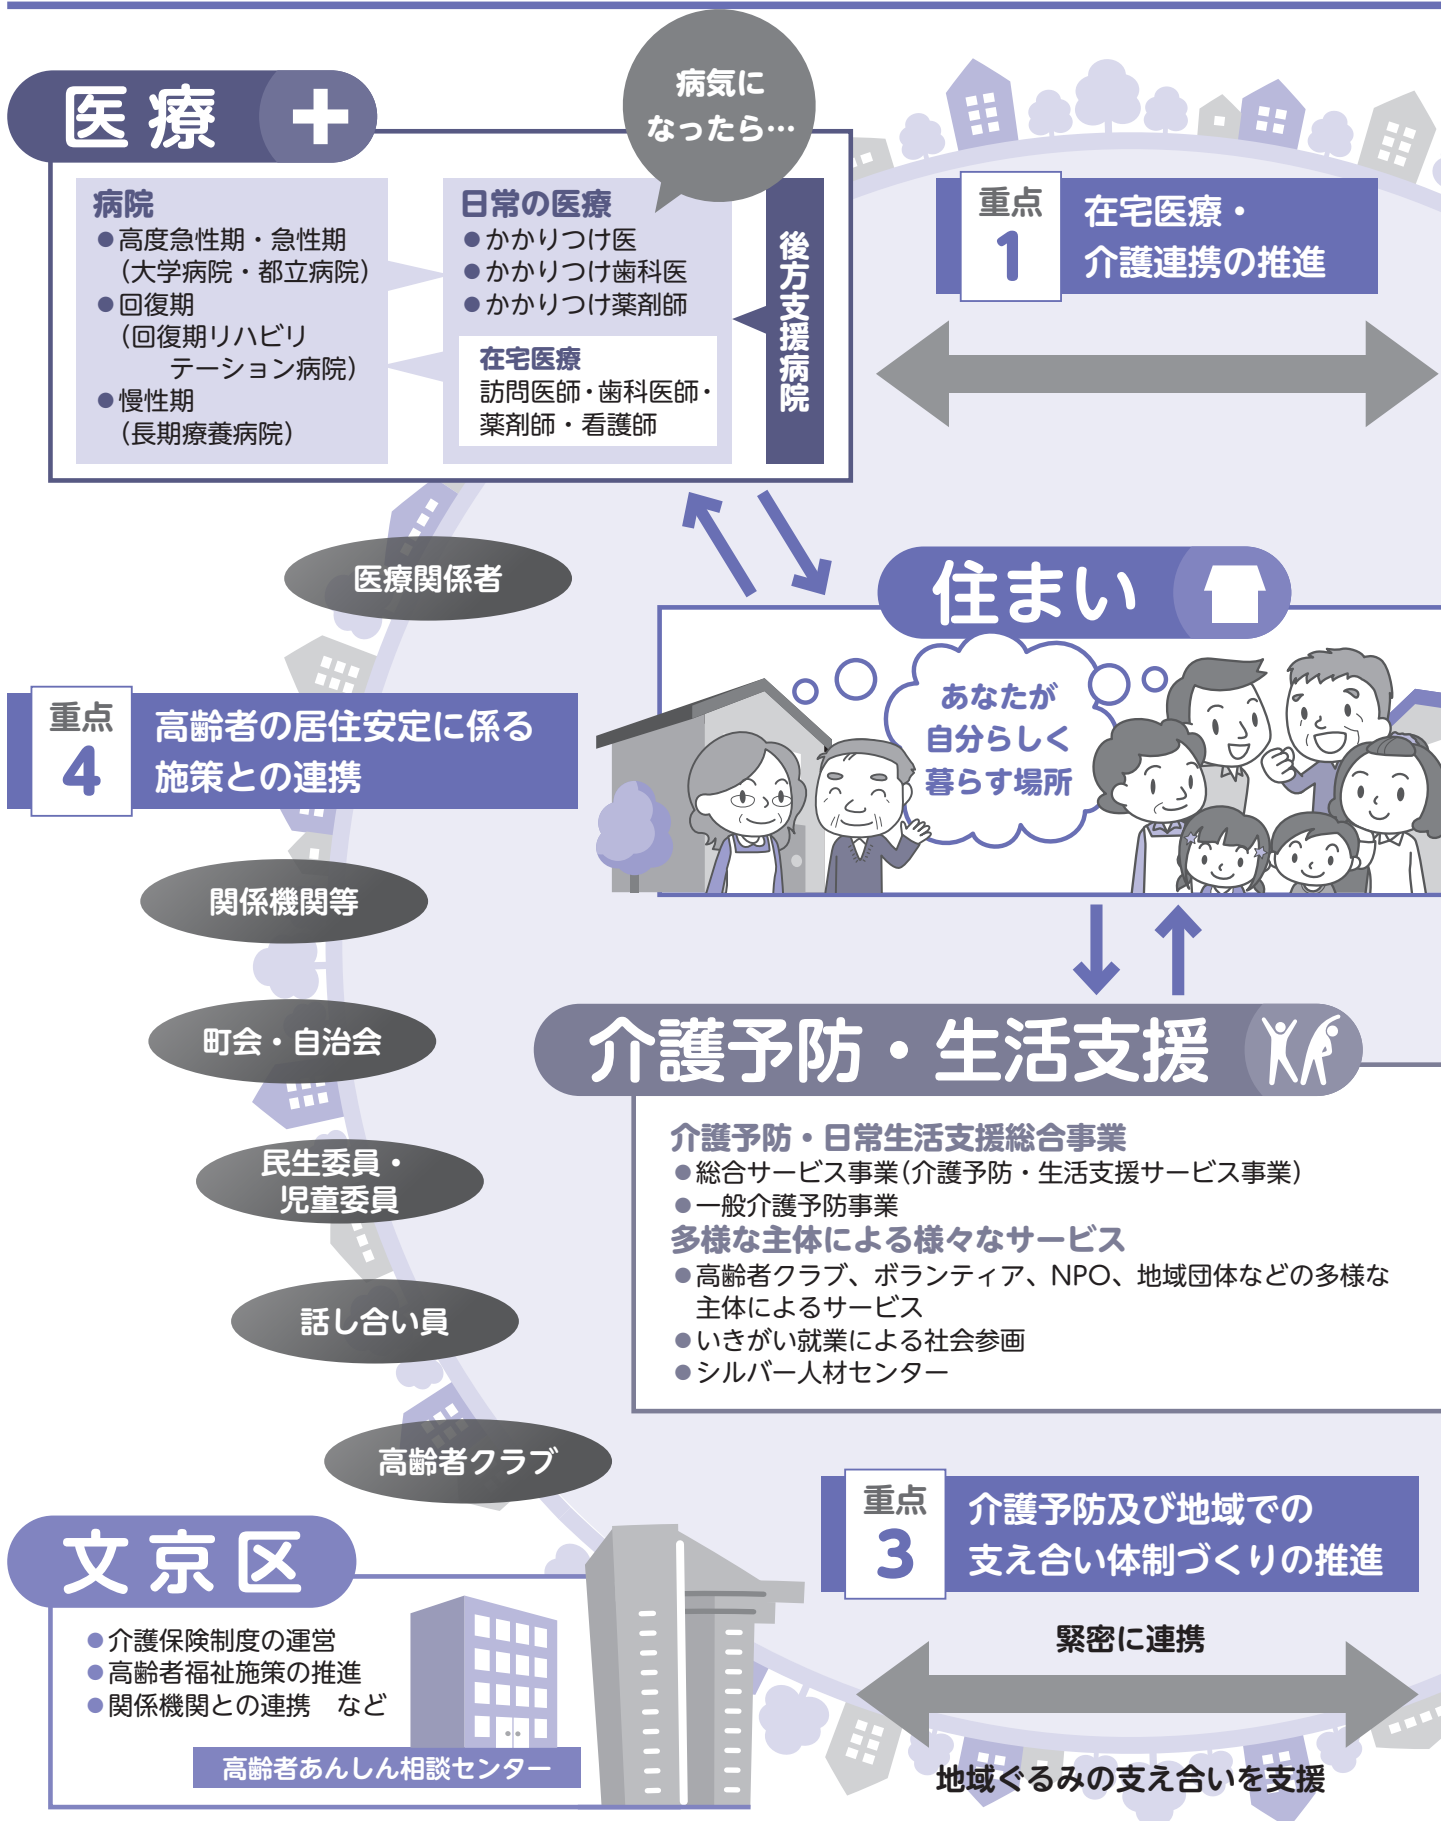 病気に
なったら…
医療
病院
●高度急性期・急性期
(大学病院・都立病院)
●回復期
(回復期リハビリ
テーション病院)
●慢性期
(長期療養病院)
日常の医療
●かかりつけ医
●かかりつけ歯科医
●かかりつけ薬剤師
在宅医療
訪問医師・歯科医師・
薬剤師・看護師
後方支援病院
重点
1
在宅医療・
介護連携の推進
医療関係者
住まい
あなたが
自分らしく
暮らす場所
重点
4
高齢者の居住安定に係る
施策との連携
関係機関等
町会・自治会
民生委員・
児童委員
話し合い員
高齢者クラブ
介護予防・生活支援
介護予防・日常生活支援総合事業
●総合サービス事業(介護予防・生活支援サービス事業)
●一般介護予防事業
多様な主体による様々なサービス
●高齢者クラブ、ボランティア、NPO、地域団体などの多様な
主体によるサービス
●いきがい就業による社会参画
●シルバー人材センター
重点
3
介護予防及び地域での
支え合い体制づくりの推進
文京区
●介護保険制度の運営
●高齢者福祉施策の推進
●関係機関との連携　など
高齢者あんしん相談センター
緊密に連携
地域ぐるみの支え合いを支援